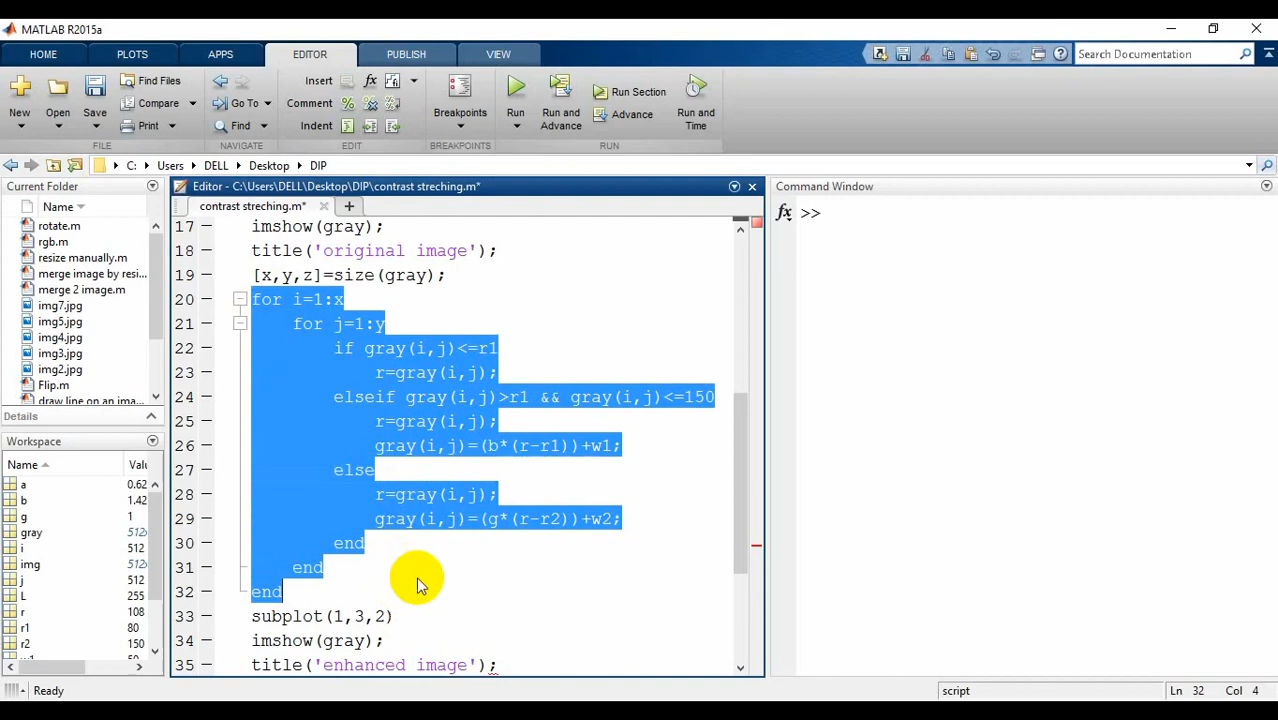 MATLAB R2015a
HOME PLOTS APPS EDITOR PUBLISH VIEW Search Documentation
New Open Save Find Files Compare Print
Insert Comment Indent
Go To Find
Breakpoints Run Run and Advance Run Section Advance Run and Time
FILE NAVIGATE EDIT BREAKPOINTS RUN
C: Users DELL Desktop DIP
Current Folder
Name
rotate.m
rgb.m
resize manually.m
merge image by resi...
merge 2 image.m
img7.jpg
img5.jpg
img4.jpg
img3.jpg
img2.jpg
Flip.m
draw line on an ima...
Details
Workspace
Name Valu
a 0.62
b 1.42
g 1
gray 512
i 512
img 512
j 512
L 255
r 108
r1 80
r2 150
Editor - C:\Users\DELL\Desktop\DIP\contrast streching.m*
contrast streching.m*
17 imshow(gray);
18 title('original image');
19 [x,y,z]=size(gray);
20 for i=1:x
21 for j=1:y
22 if gray(i,j)<=r1
23 r=gray(i,j);
24 elseif gray(i,j)>r1 && gray(i,j)<=150
25 r=gray(i,j);
26 gray(i,j)=(b*(r-r1))+w1;
27 else
28 r=gray(i,j);
29 gray(i,j)=(g*(r-r2))+w2;
30 end
31 end
32 end
33 subplot(1,3,2)
34 imshow(gray);
35 title('enhanced image');
Command Window
fx >>
Ready script Ln 32 Col 4